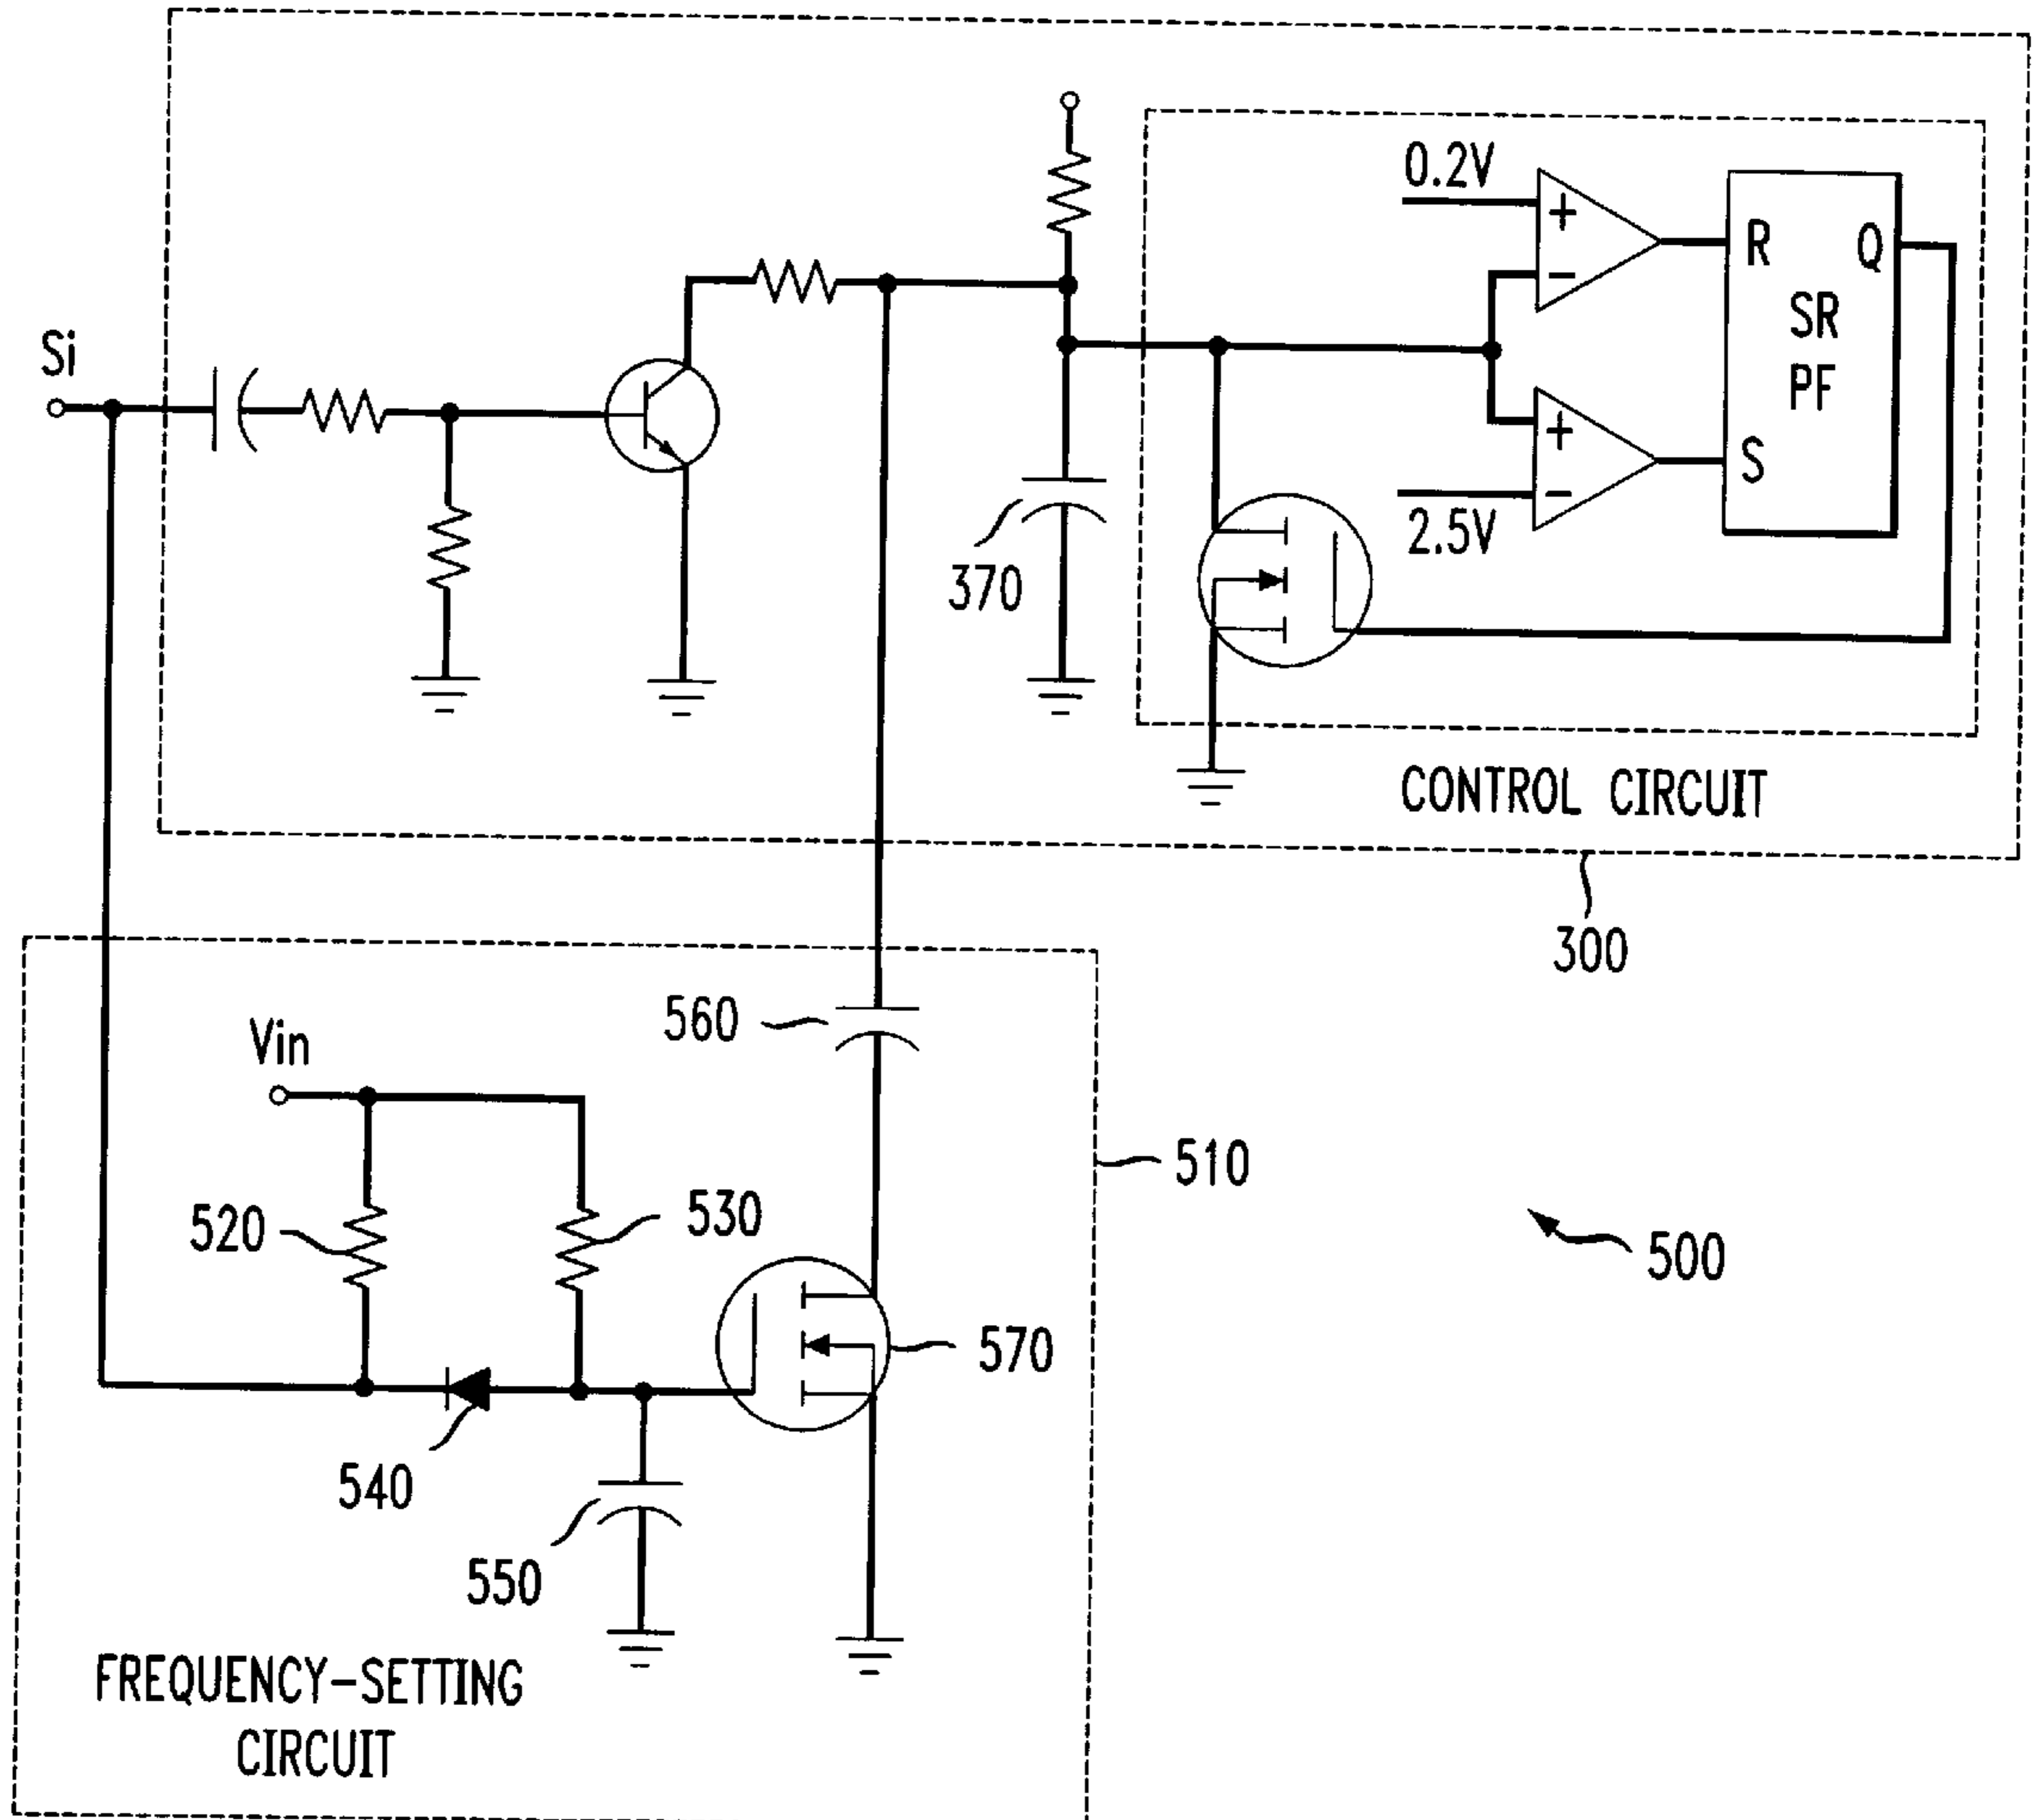 0.2V
R
Q
SR
PF
S
2.5V
Si
370
CONTROL CIRCUIT
300
560
Vin
510
520
530
500
570
540
550
FREQUENCY-SETTING
CIRCUIT